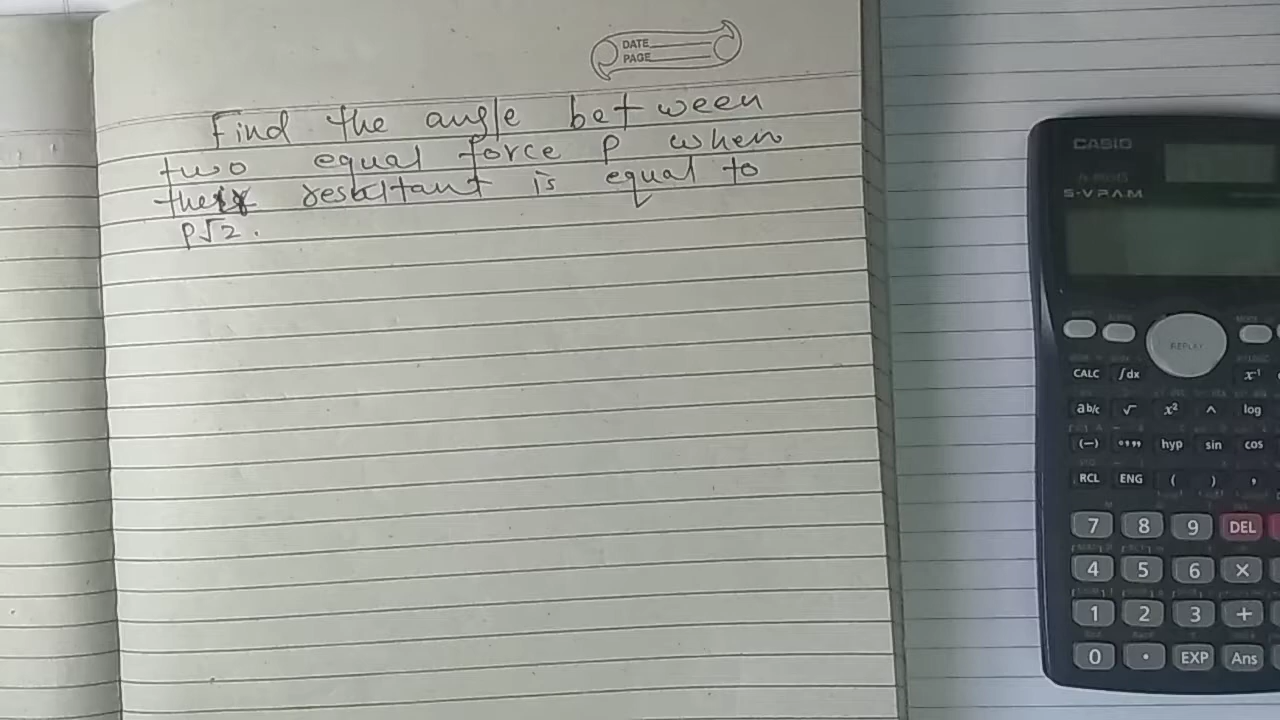 DATE
PAGE
Find the angle between
two equal force P when
their resultant is equal to
P√2.
CASIO
S-V.P.A.M.
REPLAY
CALC ∫dx x⁻¹
ab/c √ x² ^ log
(−) °’” hyp sin cos
RCL ENG ( ) ,
7 8 9 DEL
4 5 6 ×
1 2 3 +
0 . EXP Ans